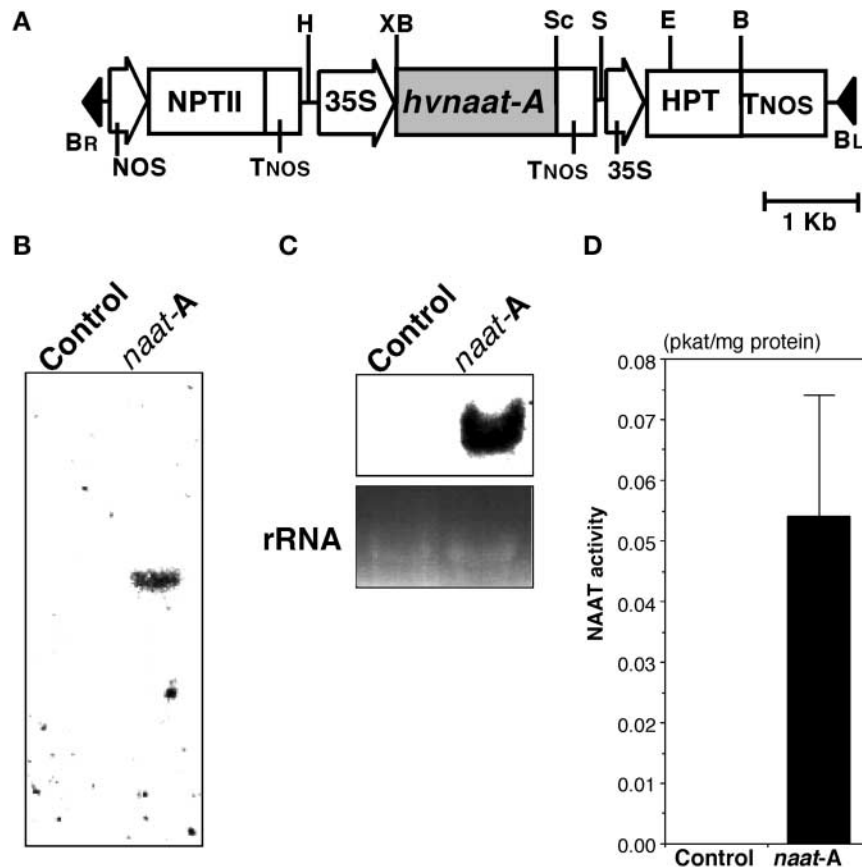 A
H XB Sc S E B
NPTII 35S hvnaat-A HPT TNOS
BR NOS TNOS TNOS 35S BL
1 Kb
B C D
Control naat-A
Control naat-A
rRNA
(pkat/mg protein)
0.08
0.07
0.06
0.05
0.04
0.03
0.02
0.01
0.00
NAAT activity
Control naat-A